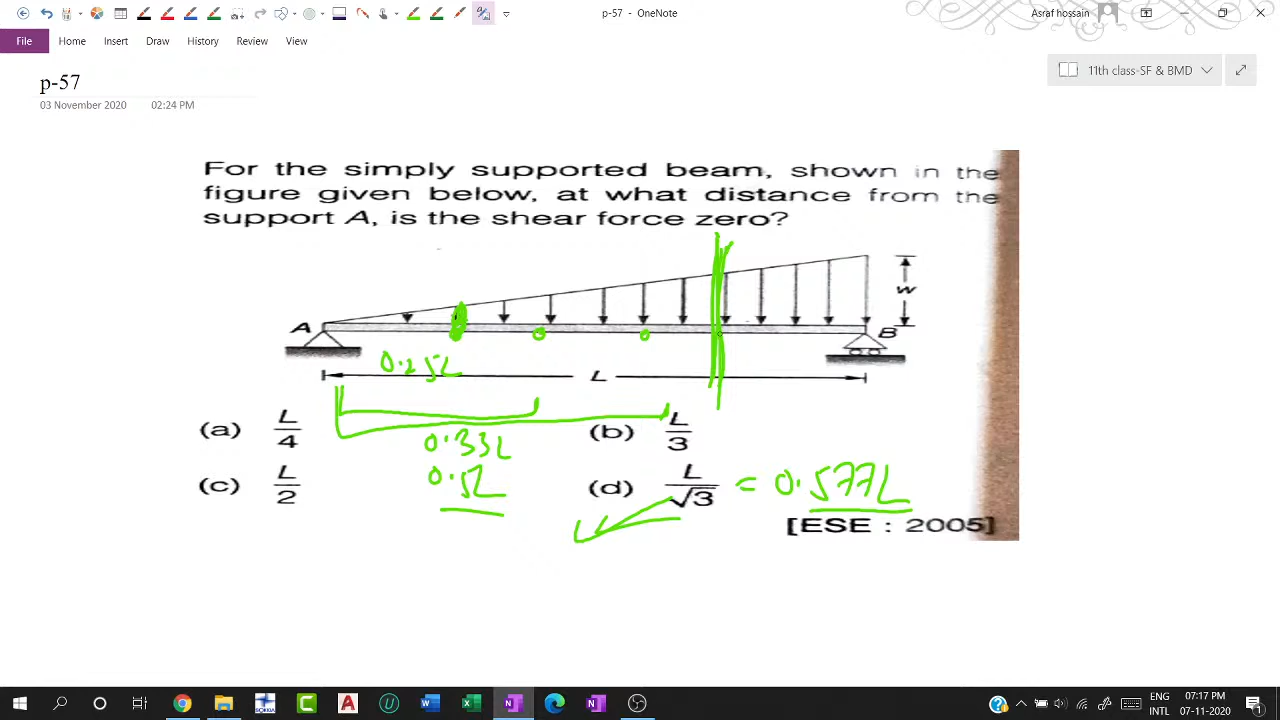 p-57 - OneNote
Asraf hossain
File Home Insert Draw History Review View
11th class-SF & BMD
p-57
03 November 2020 02:24 PM
For the simply supported beam, shown in the
figure given below, at what distance from the
support A, is the shear force zero?
w
A B
0.25L
L
(a) L/4 (b) L/3
0.33L
(c) L/2 0.5L (d) L/√3 = 0.577L
[ESE : 2005]
ENG 07:17 PM
INTL 07-11-2020